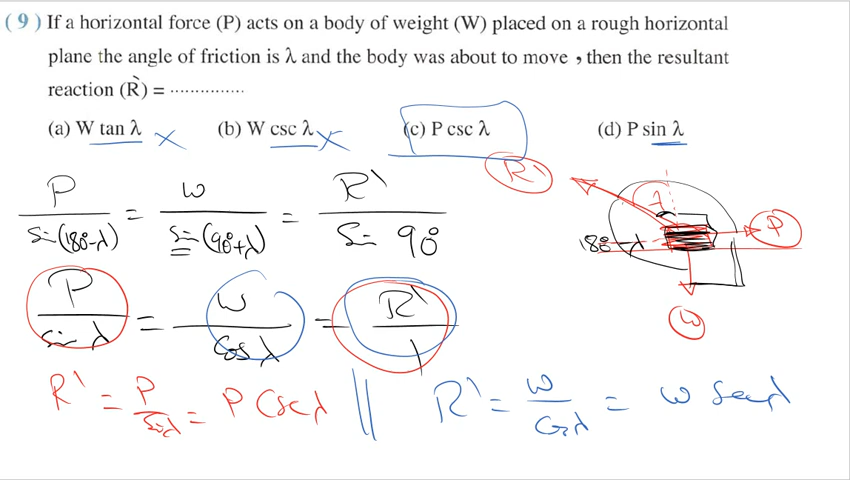 ( 9 ) If a horizontal force (P) acts on a body of weight (W) placed on a rough horizontal
plane the angle of friction is λ and the body was about to move , then the resultant
reaction (R̀) = ...............
(a) W tan λ (b) W csc λ (c) P csc λ (d) P sin λ
P / sin(180°-λ) = W / sin(90°+λ) = R' / sin 90°
R' λ P 180° - λ W
P / sin λ = W / cos λ = R' / 1
R' = P / sin λ = P csc λ || R' = W / cos λ = W sec λ